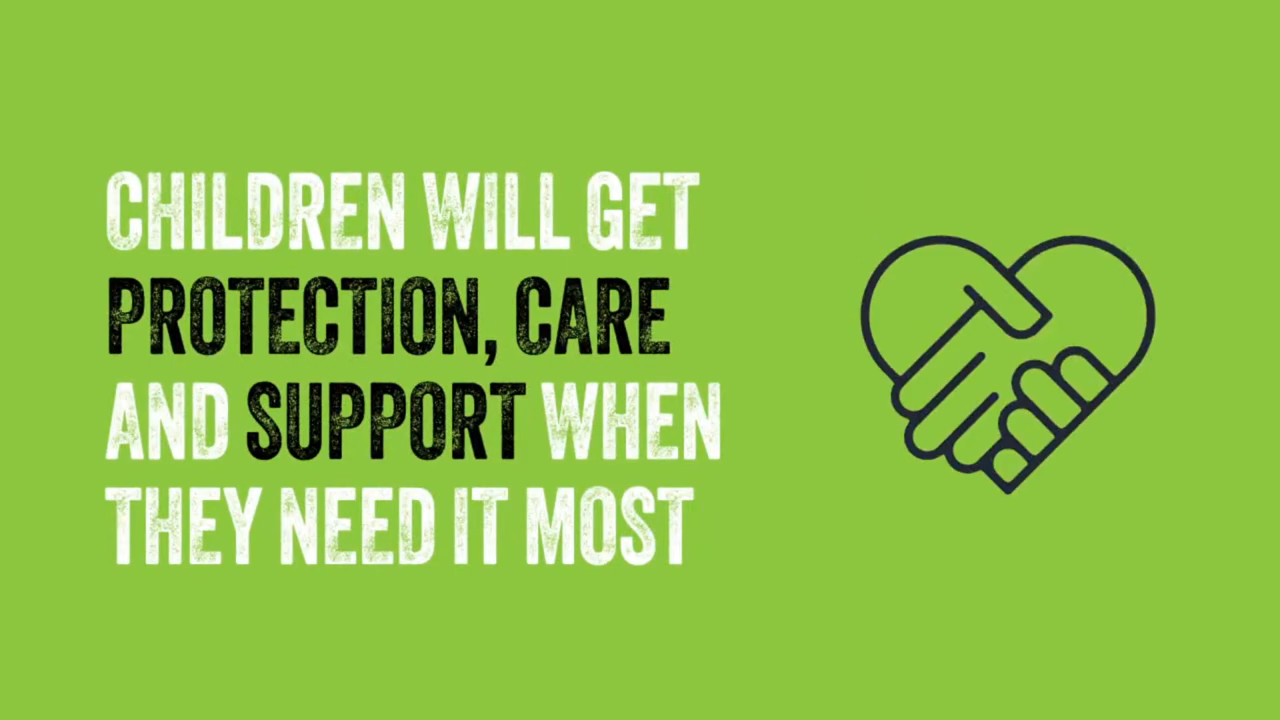 CHILDREN WILL GET
PROTECTION, CARE
AND SUPPORT WHEN
THEY NEED IT MOST